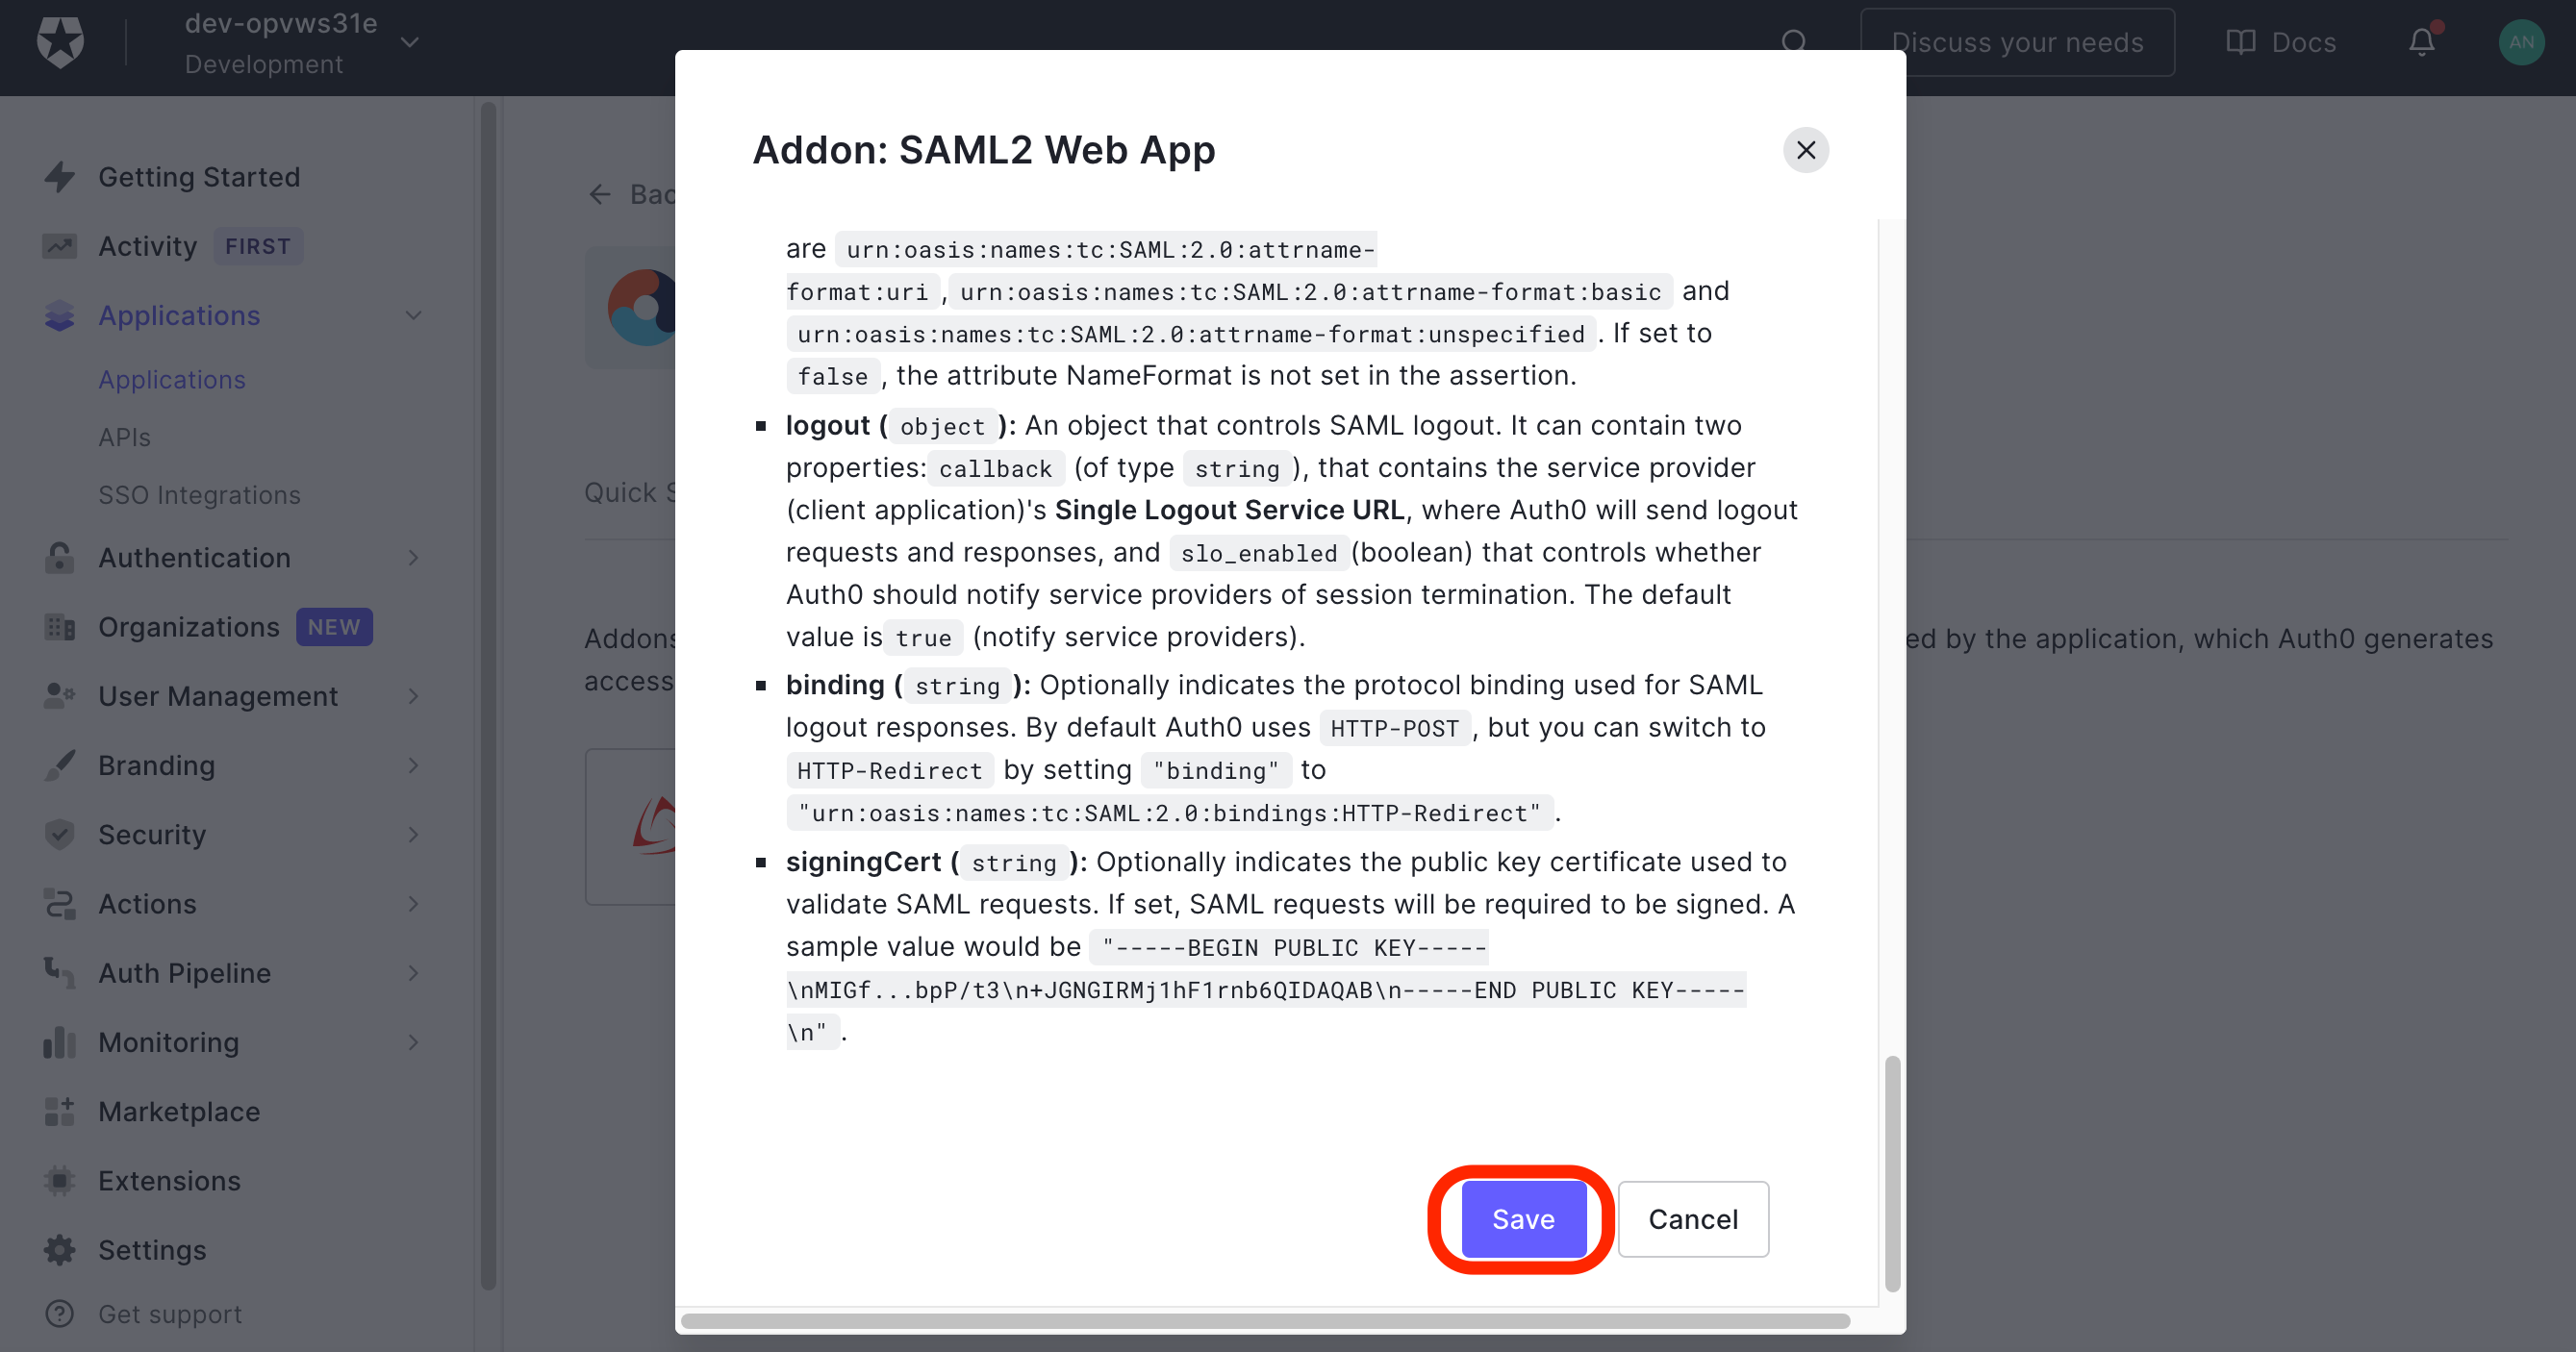 dev-opvws31e
Development
Discuss your needs
Docs
AN
Getting Started
Activity FIRST
Applications
Applications
APIs
SSO Integrations
Authentication
Organizations NEW
User Management
Branding
Security
Actions
Auth Pipeline
Monitoring
Marketplace
Extensions
Settings
Get support
Bac
Quick S
Addons
access
ed by the application, which Auth0 generates
Addon: SAML2 Web App
are urn:oasis:names:tc:SAML:2.0:attrname-
format:uri , urn:oasis:names:tc:SAML:2.0:attrname-format:basic and
urn:oasis:names:tc:SAML:2.0:attrname-format:unspecified . If set to
false , the attribute NameFormat is not set in the assertion.
logout ( object ): An object that controls SAML logout. It can contain two
properties: callback (of type string ), that contains the service provider
(client application)'s Single Logout Service URL, where Auth0 will send logout
requests and responses, and slo_enabled (boolean) that controls whether
Auth0 should notify service providers of session termination. The default
value is true (notify service providers).
binding ( string ): Optionally indicates the protocol binding used for SAML
logout responses. By default Auth0 uses HTTP-POST , but you can switch to
HTTP-Redirect by setting "binding" to
"urn:oasis:names:tc:SAML:2.0:bindings:HTTP-Redirect" .
signingCert ( string ): Optionally indicates the public key certificate used to
validate SAML requests. If set, SAML requests will be required to be signed. A
sample value would be "-----BEGIN PUBLIC KEY-----
\nMIGf...bpP/t3\n+JGNGIRMj1hF1rnb6QIDAQAB\n-----END PUBLIC KEY-----
\n" .
Save
Cancel